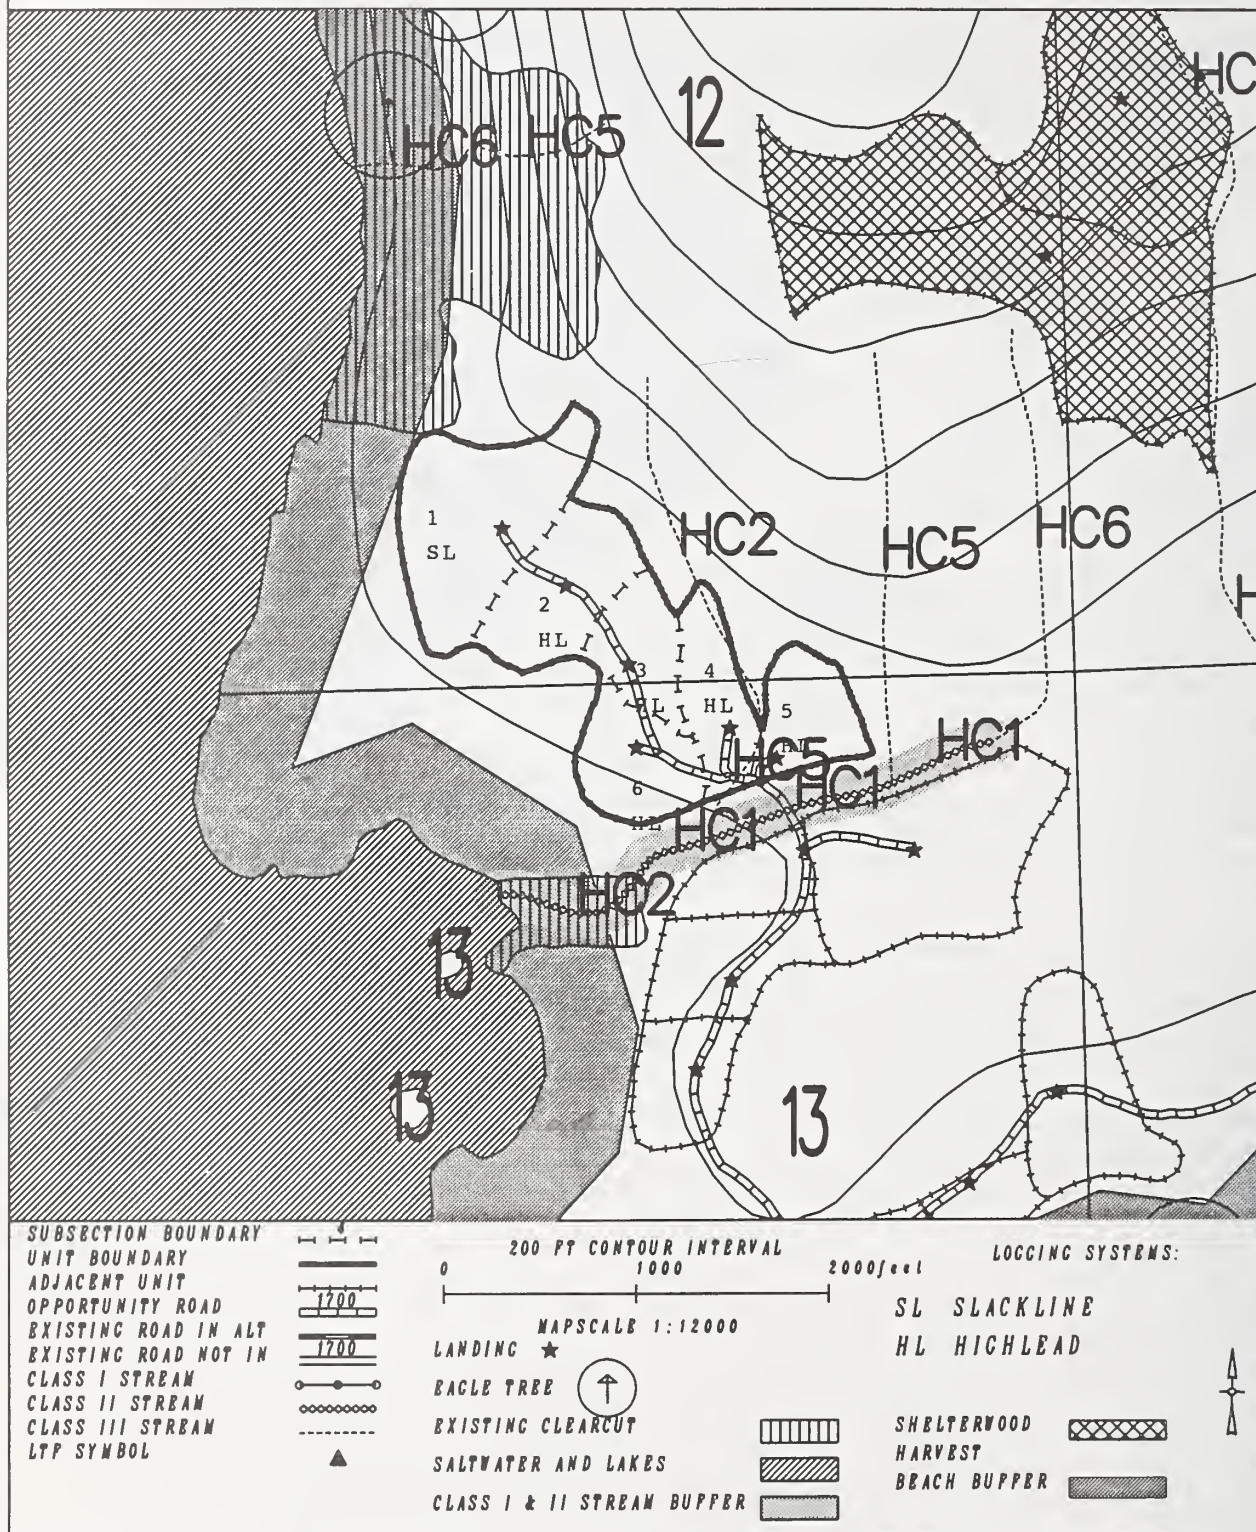 HC
12
HC6
HC5
1
SL
HC2
HC5
HC6
H
2
HL
3
HL
4
HL
5
HL
HC5
HC1
HC1
6
HL
HC1
HC2
13
13
13
SUBSECTION BOUNDARY
UNIT BOUNDARY
ADJACENT UNIT
OPPORTUNITY ROAD 1700
EXISTING ROAD IN ALT
EXISTING ROAD NOT IN 1700
CLASS I STREAM
CLASS II STREAM
CLASS III STREAM
LTF SYMBOL
200 FT CONTOUR INTERVAL
0 1000 2000feet
MAPSCALE 1:12000
LANDING
EAGLE TREE
EXISTING CLEARCUT
SALTWATER AND LAKES
CLASS I & II STREAM BUFFER
LOGGING SYSTEMS:
SL SLACKLINE
HL HIGHLEAD
SHELTERWOOD
HARVEST
BEACH BUFFER